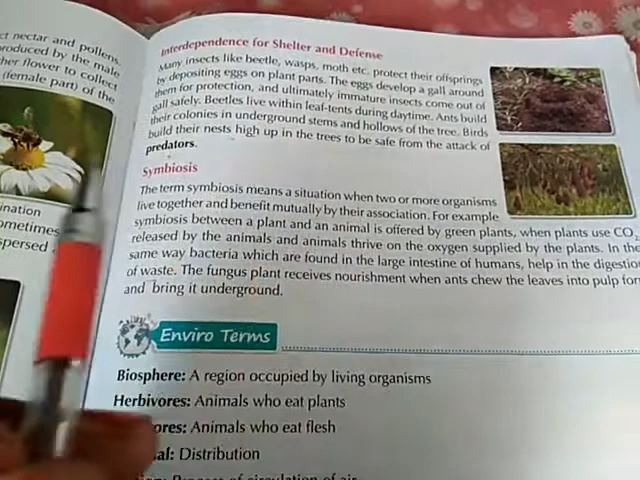 ct nectar and pollens.
produced by the male
her flower to collect
(female part) of the
ination
ometimes
spersed
Interdependence for Shelter and Defense
Many insects like beetle, wasps, moth etc. protect their offsprings
by depositing eggs on plant parts. The eggs develop a gall around
them for protection, and ultimately immature insects come out of
gall safely. Beetles live within leaf-tents during daytime. Ants build
their colonies in underground stems and hollows of the tree. Birds
build their nests high up in the trees to be safe from the attack of
predators.
Symbiosis
The term symbiosis means a situation when two or more organisms
live together and benefit mutually by their association. For example
symbiosis between a plant and an animal is offered by green plants, when plants use CO₂
released by the animals and animals thrive on the oxygen supplied by the plants. In the
same way bacteria which are found in the large intestine of humans, help in the digestio
of waste. The fungus plant receives nourishment when ants chew the leaves into pulp for
and bring it underground.
Enviro Terms
Biosphere: A region occupied by living organisms
Herbivores: Animals who eat plants
ores: Animals who eat flesh
al: Distribution
Process of circulation of air